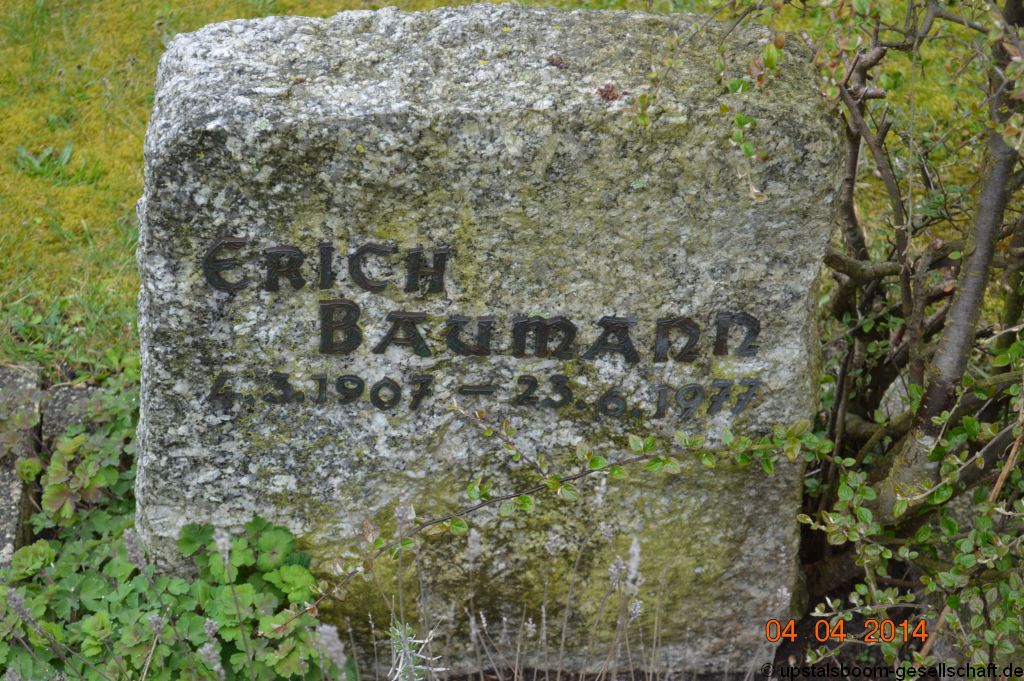 Erich
Baumann
4.3.1907 – 23.6.1977
04 04 2014
© upstalsboom-gesellschaft.de